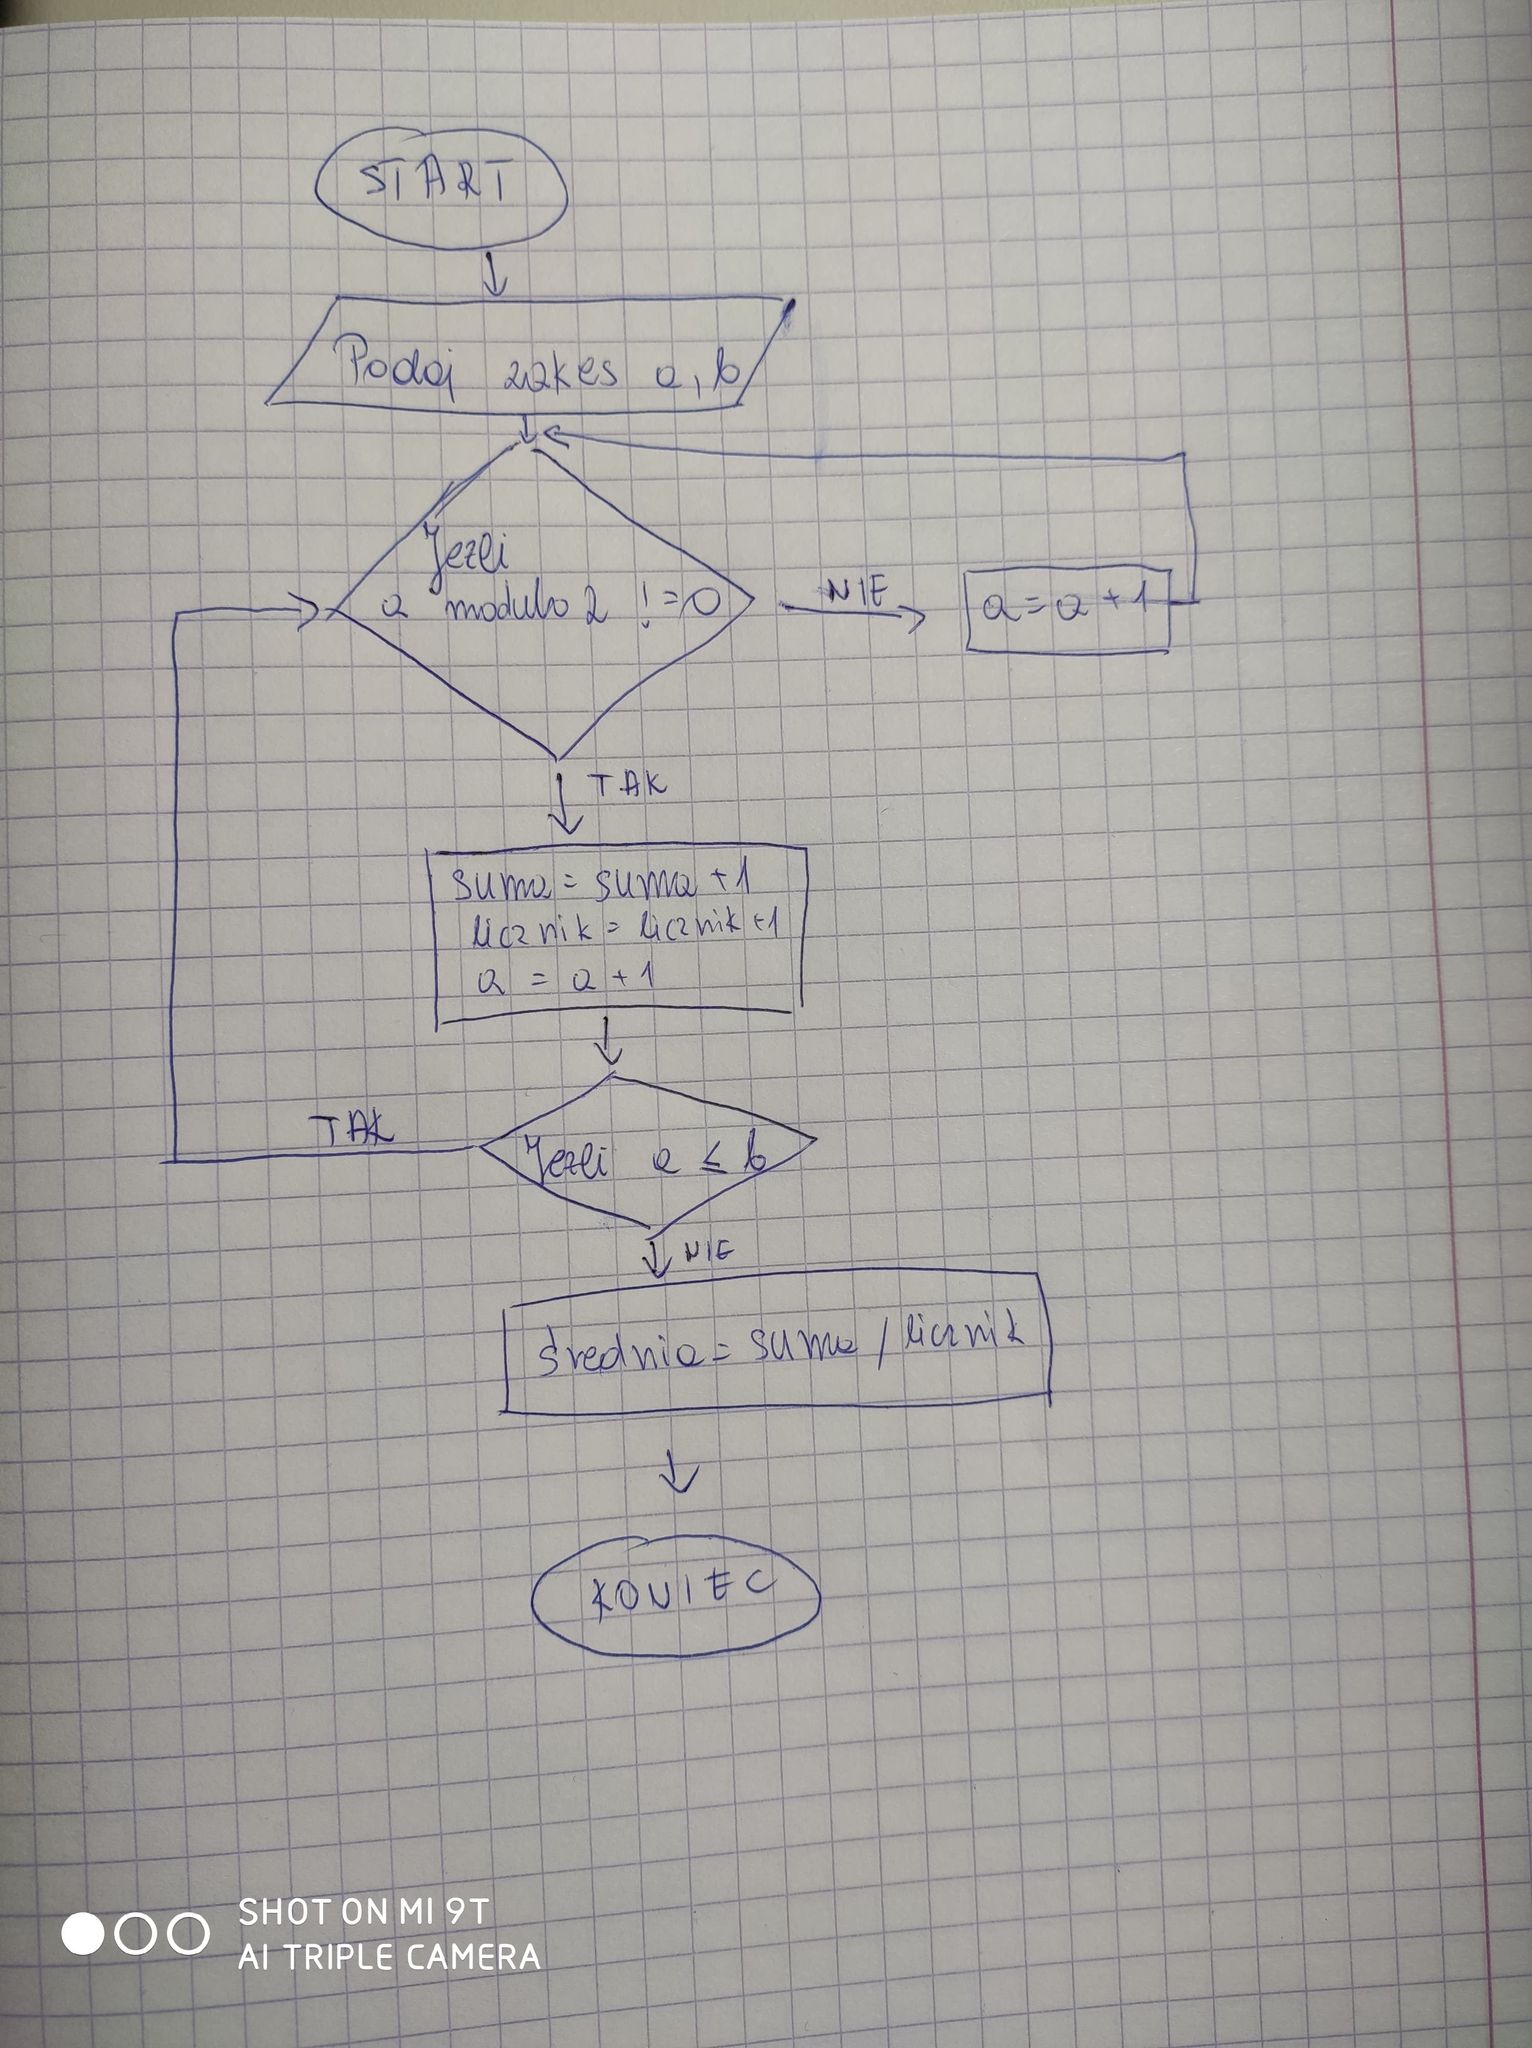 START
Podaj zakes a, b
Jezli
a modulo 2 != 0
NIE
a = a + 1
TAK
suma = suma + 1
licznik = licznik + 1
a = a + 1
TAK
Jezli a ≤ b
NIE
średnia = suma / licznik
KONIEC
SHOT ON MI 9T
AI TRIPLE CAMERA